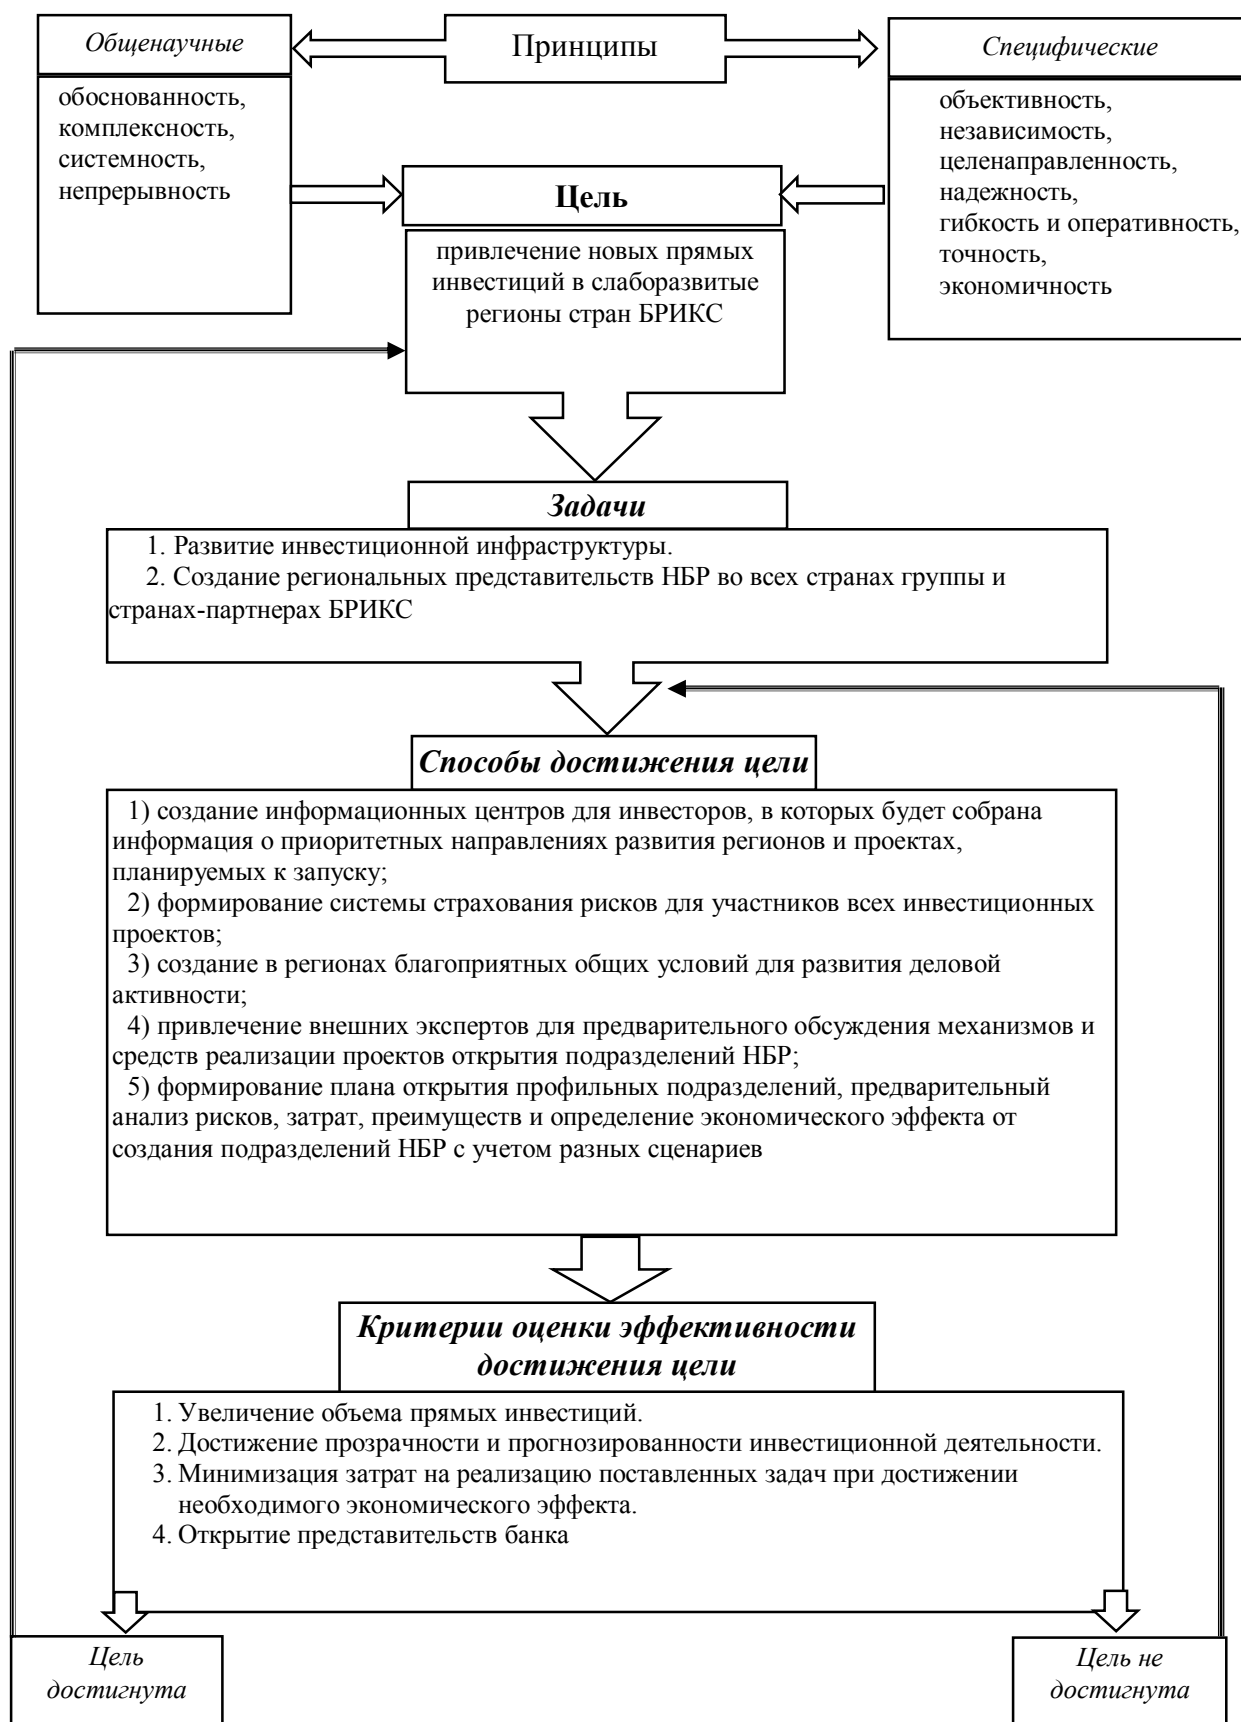 Общенаучные
Принципы
Специфические
обоснованность,
комплексность,
системность,
непрерывность
объективность,
независимость,
целенаправленность,
надежность,
гибкость и оперативность,
точность,
экономичность
Цель
привлечение новых прямых
инвестиций в слаборазвитые
регионы стран БРИКС
Задачи
1. Развитие инвестиционной инфраструктуры.
2. Создание региональных представительств НБР во всех странах группы и
странах-партнерах БРИКС
Способы достижения цели
1) создание информационных центров для инвесторов, в которых будет собрана
информация о приоритетных направлениях развития регионов и проектах,
планируемых к запуску;
2) формирование системы страхования рисков для участников всех инвестиционных
проектов;
3) создание в регионах благоприятных общих условий для развития деловой
активности;
4) привлечение внешних экспертов для предварительного обсуждения механизмов и
средств реализации проектов открытия подразделений НБР;
5) формирование плана открытия профильных подразделений, предварительный
анализ рисков, затрат, преимуществ и определение экономического эффекта от
создания подразделений НБР с учетом разных сценариев
Критерии оценки эффективности
достижения цели
1. Увеличение объема прямых инвестиций.
2. Достижение прозрачности и прогнозированности инвестиционной деятельности.
3. Минимизация затрат на реализацию поставленных задач при достижении
необходимого экономического эффекта.
4. Открытие представительств банка
Цель
достигнута
Цель не
достигнута